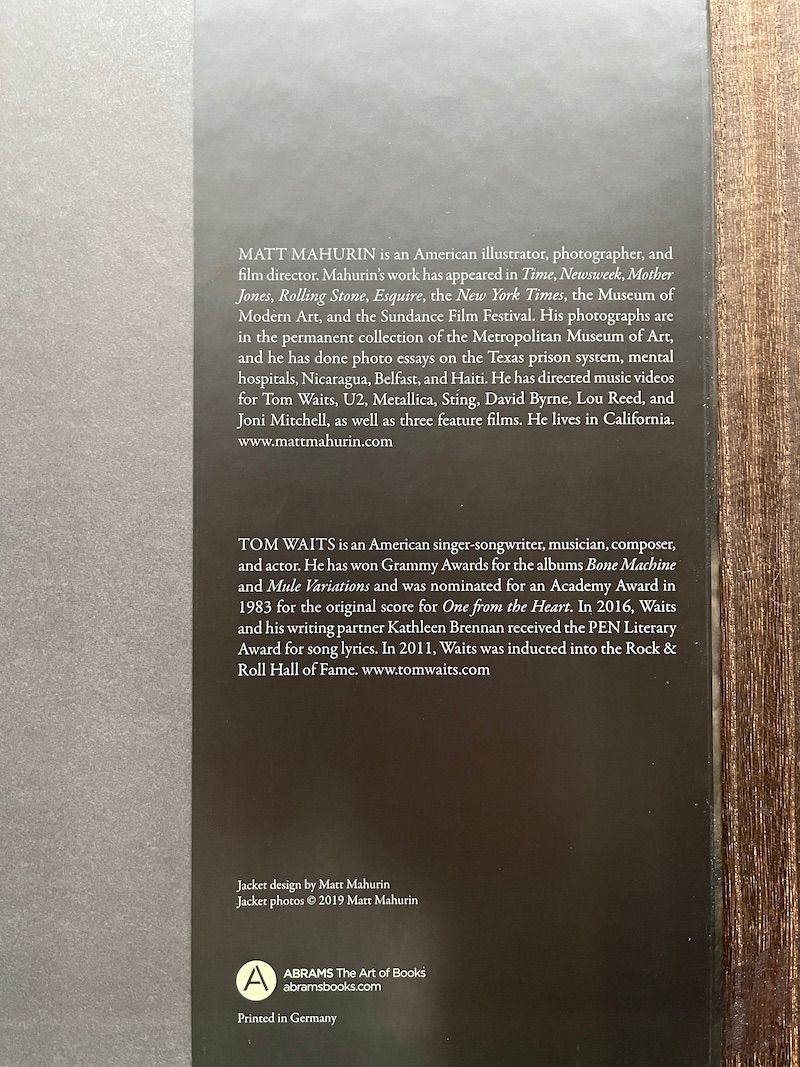 MATT MAHURIN is an American illustrator, photographer, and
film director. Mahurin's work has appeared in Time, Newsweek, Mother
Jones, Rolling Stone, Esquire, the New York Times, the Museum of
Modern Art, and the Sundance Film Festival. His photographs are
in the permanent collection of the Metropolitan Museum of Art,
and he has done photo essays on the Texas prison system, mental
hospitals, Nicaragua, Belfast, and Haiti. He has directed music videos
for Tom Waits, U2, Metallica, Sting, David Byrne, Lou Reed, and
Joni Mitchell, as well as three feature films. He lives in California.
www.mattmahurin.com
TOM WAITS is an American singer-songwriter, musician, composer,
and actor. He has won Grammy Awards for the albums Bone Machine
and Mule Variations and was nominated for an Academy Award in
1983 for the original score for One from the Heart. In 2016, Waits
and his writing partner Kathleen Brennan received the PEN Literary
Award for song lyrics. In 2011, Waits was inducted into the Rock &
Roll Hall of Fame. www.tomwaits.com
Jacket design by Matt Mahurin
Jacket photos © 2019 Matt Mahurin
A
ABRAMS The Art of Books
abramsbooks.com
Printed in Germany